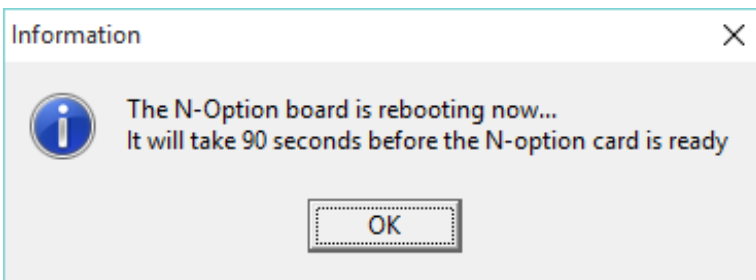 Information
The N-Option board is rebooting now...
It will take 90 seconds before the N-option card is ready
OK